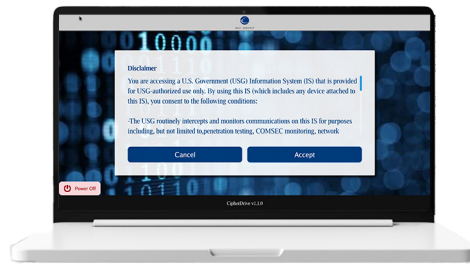 Disclaimer
You are accessing a U.S. Government (USG) Information System (IS) that is provided
for USG-authorized use only. By using this IS (which includes any device attached to
this IS), you consent to the following conditions:
-The USG routinely intercepts and monitors communications on this IS for purposes
including, but not limited to,penetration testing, COMSEC monitoring, network
Cancel
Accept
Power Off
CipherDrive v1.1.0